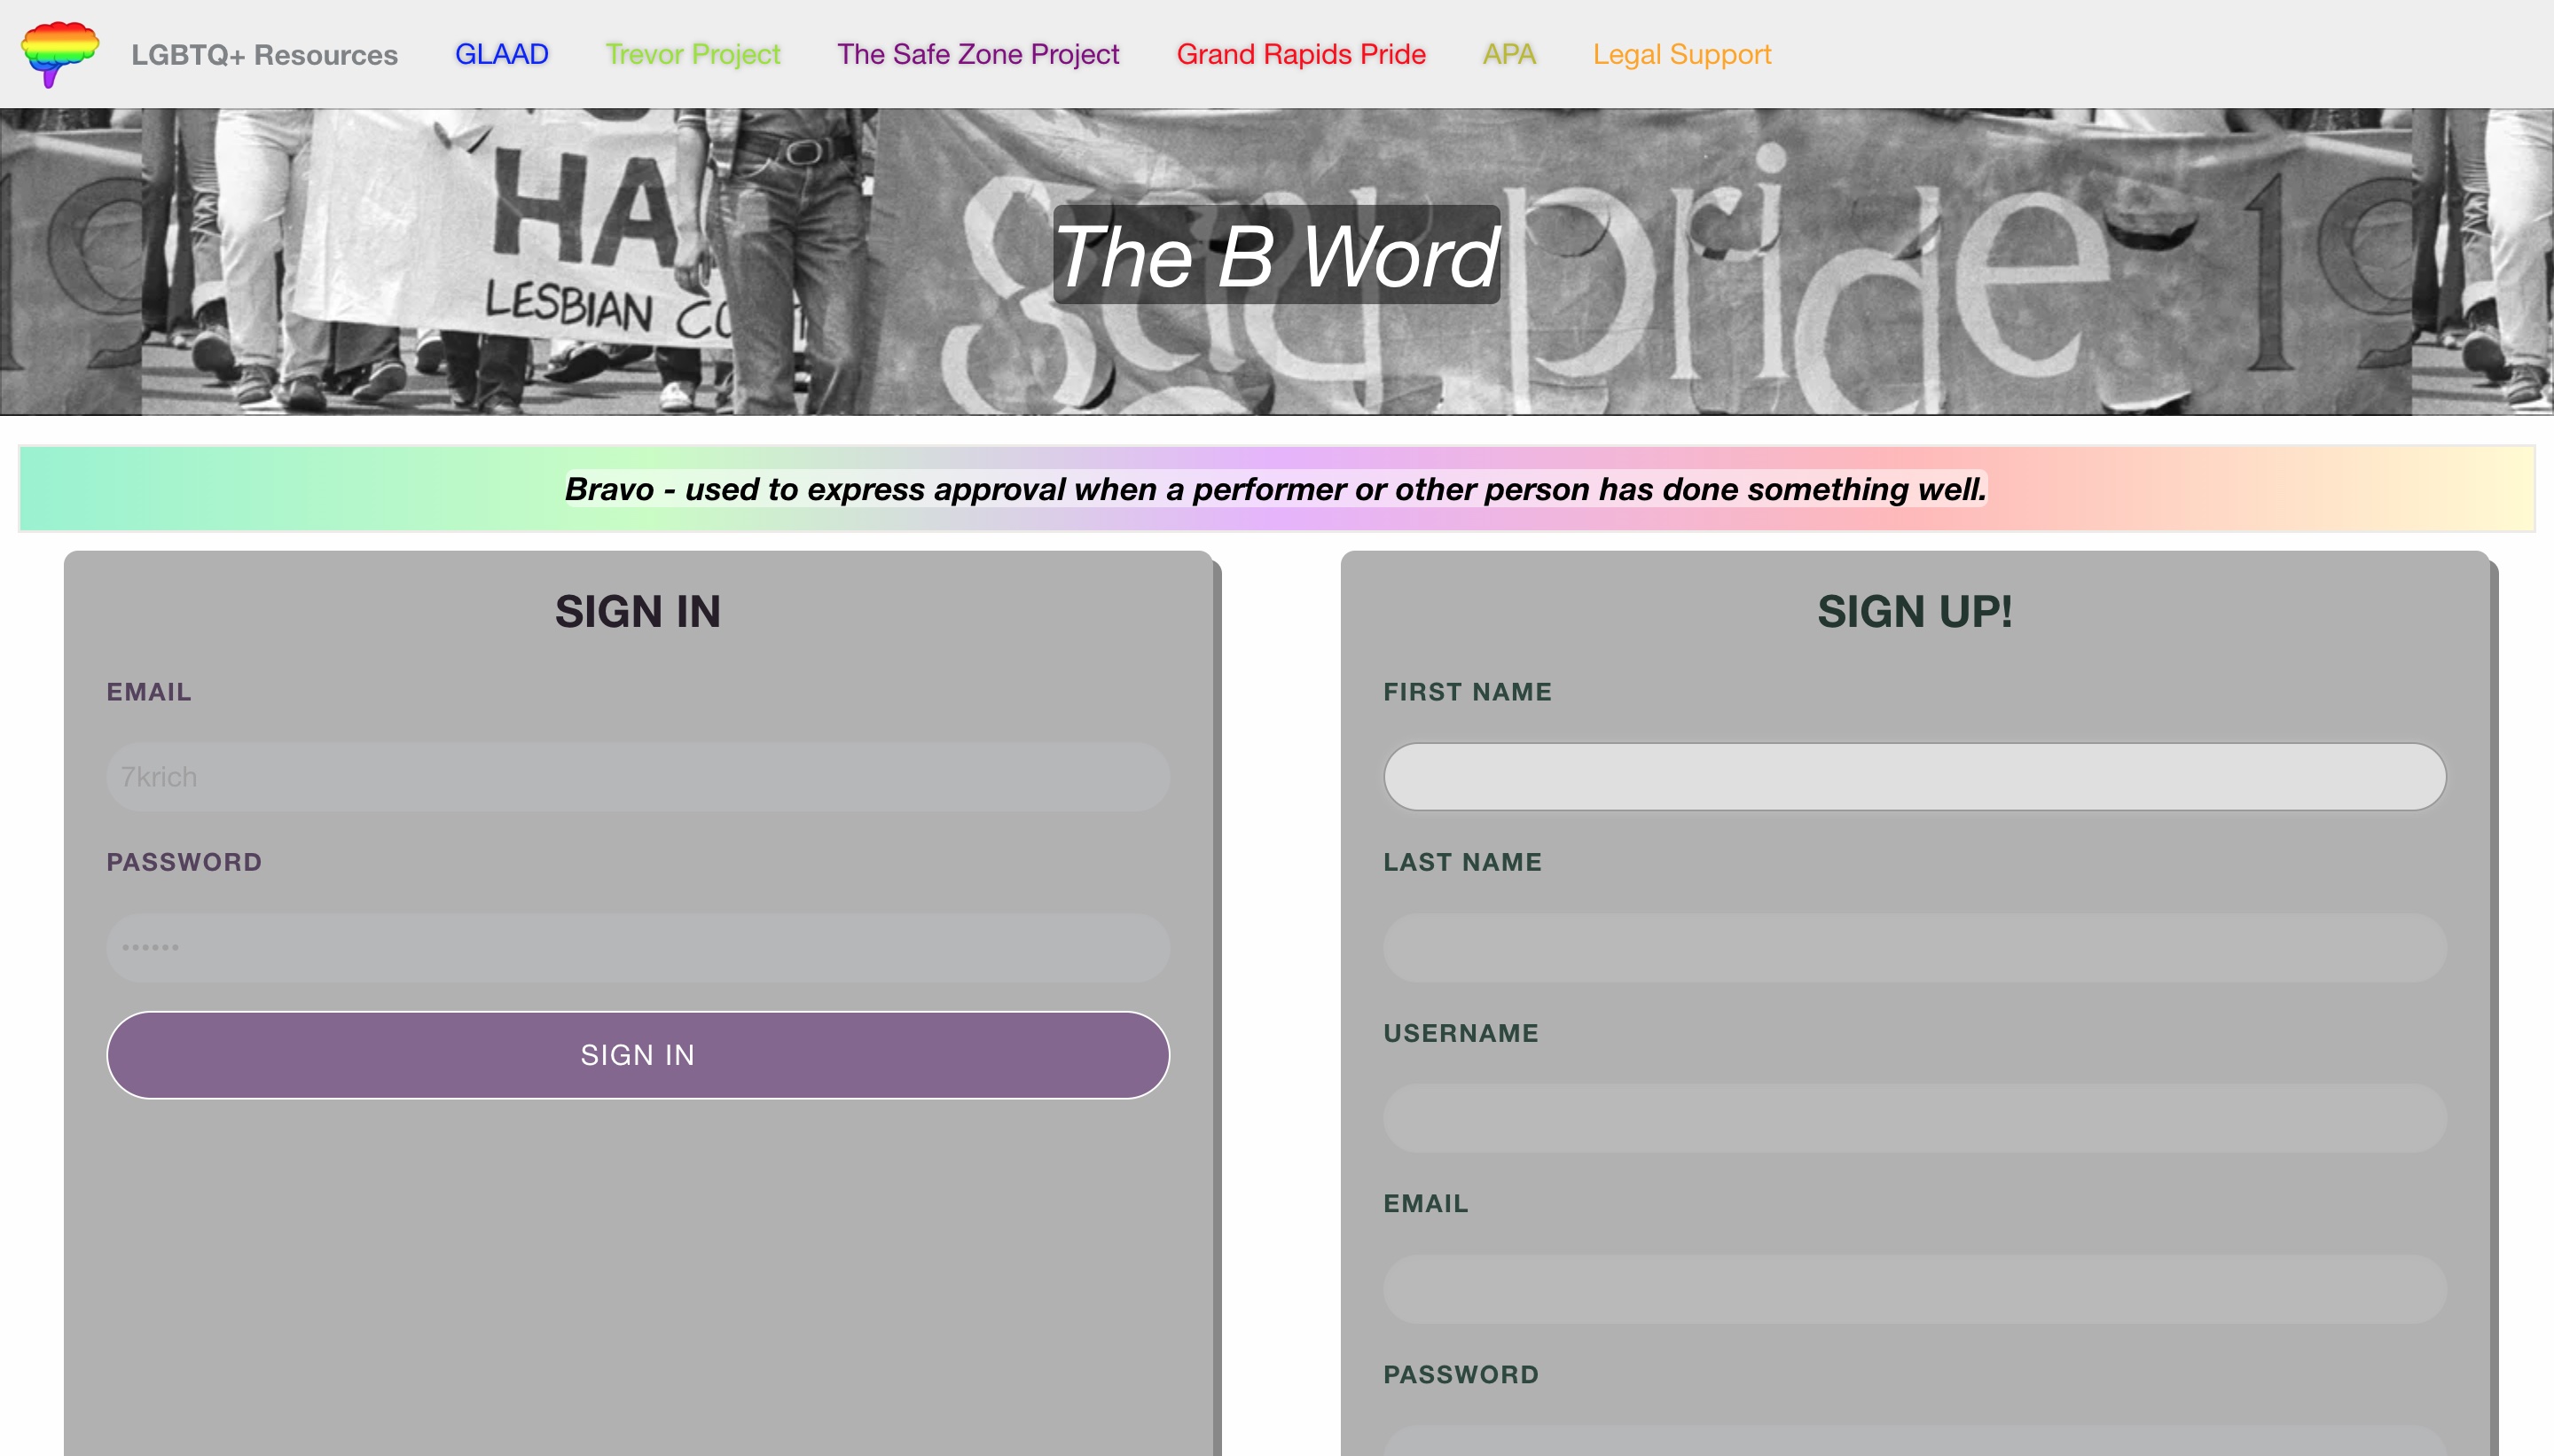 LGBTQ+ Resources GLAAD Trevor Project The Safe Zone Project Grand Rapids Pride APA Legal Support
HA
LESBIAN
gay pride 19
The B Word
Bravo - used to express approval when a performer or other person has done something well.
SIGN IN
EMAIL
7krich
PASSWORD
••••••
SIGN IN
SIGN UP!
FIRST NAME
LAST NAME
USERNAME
EMAIL
PASSWORD